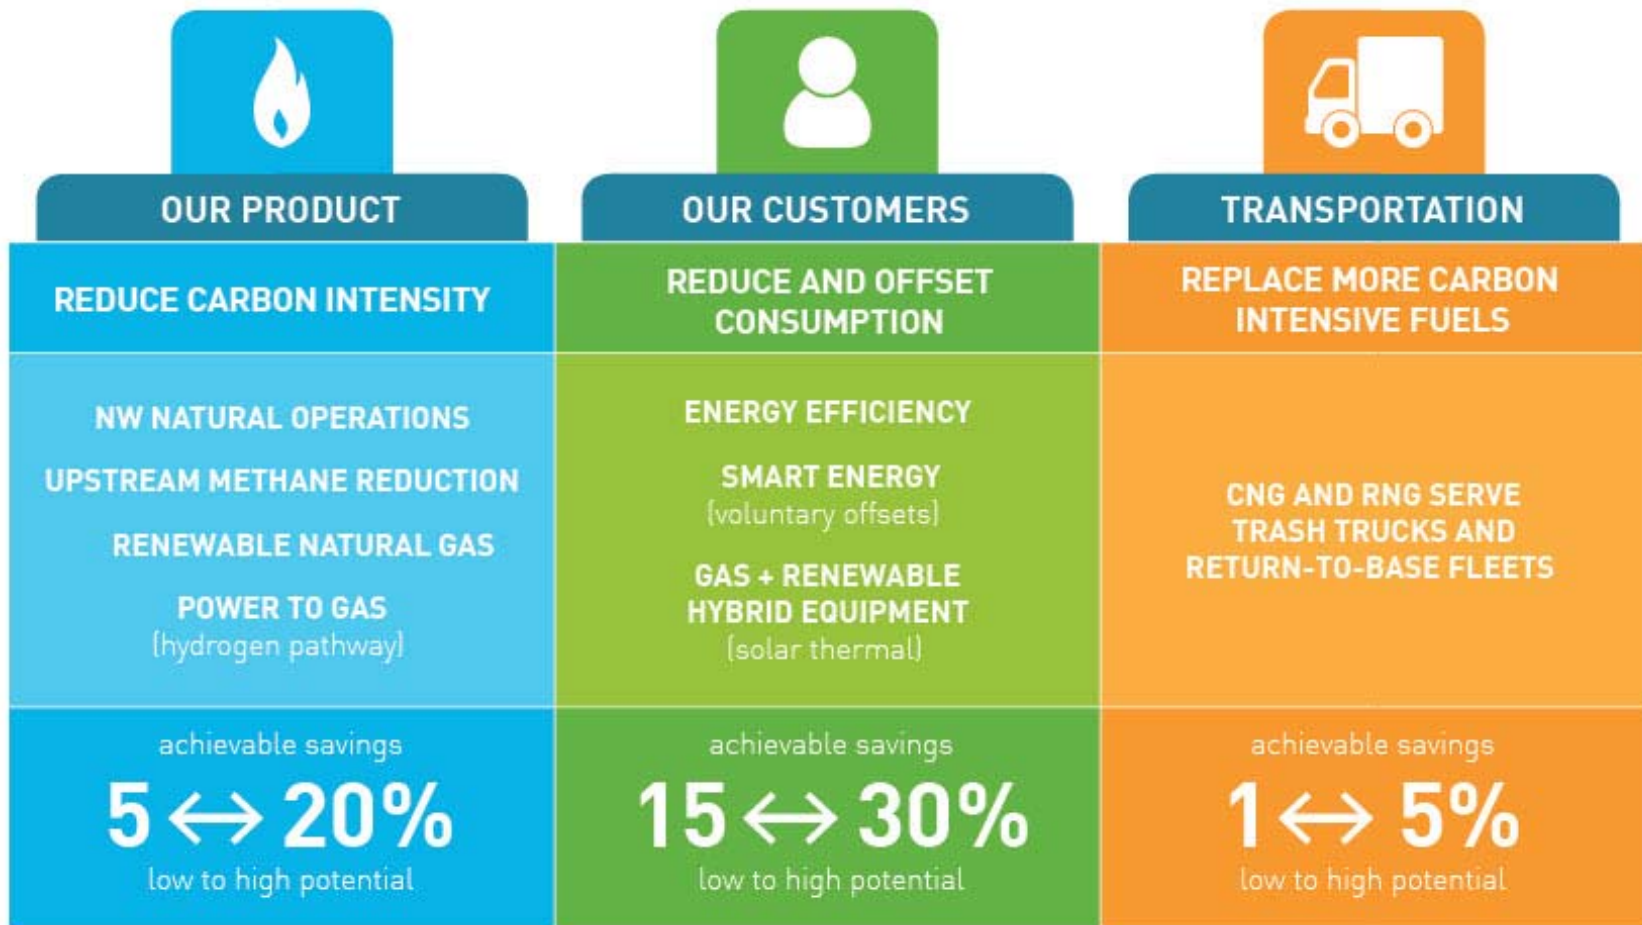 OUR PRODUCT
REDUCE CARBON INTENSITY
NW NATURAL OPERATIONS
UPSTREAM METHANE REDUCTION
RENEWABLE NATURAL GAS
POWER TO GAS
(hydrogen pathway)
achievable savings
5 ↔ 20%
low to high potential
OUR CUSTOMERS
REDUCE AND OFFSET
CONSUMPTION
ENERGY EFFICIENCY
SMART ENERGY
(voluntary offsets)
GAS + RENEWABLE
HYBRID EQUIPMENT
(solar thermal)
achievable savings
15 ↔ 30%
low to high potential
TRANSPORTATION
REPLACE MORE CARBON
INTENSIVE FUELS
CNG AND RNG SERVE
TRASH TRUCKS AND
RETURN-TO-BASE FLEETS
achievable savings
1 ↔ 5%
low to high potential